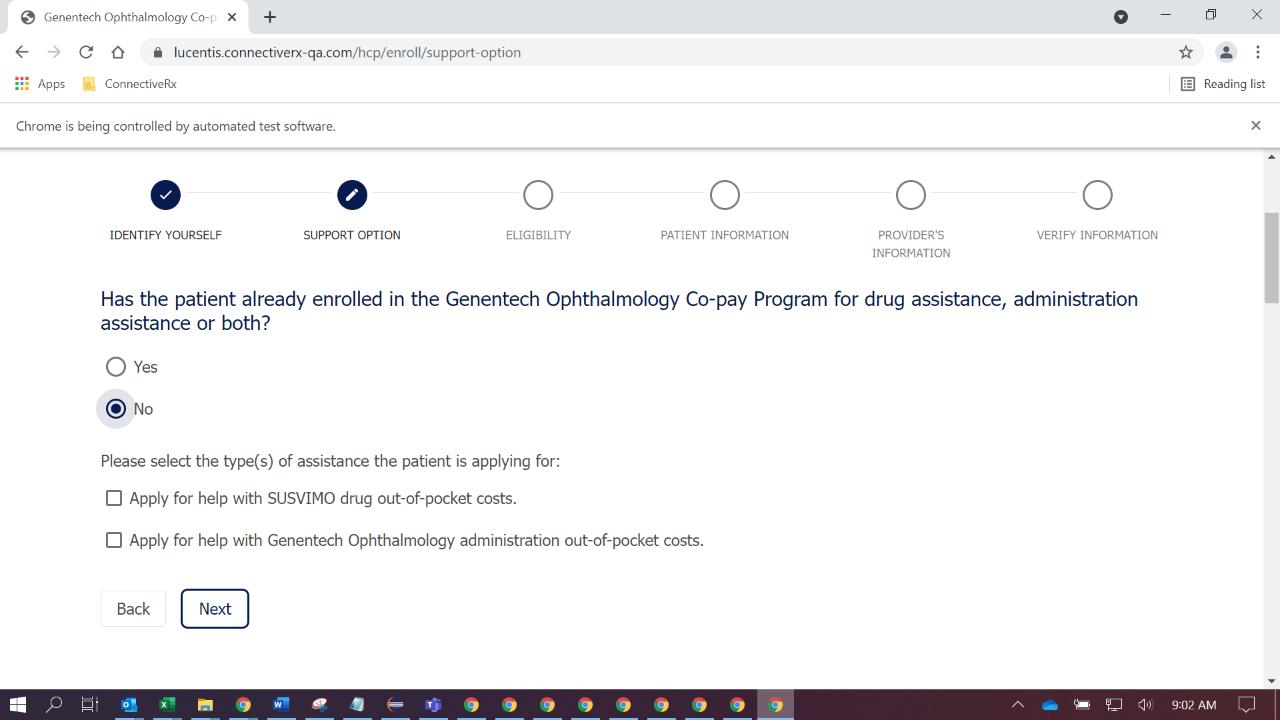 Genentech Ophthalmology Co-p
lucentis.connectiverx-qa.com/hcp/enroll/support-option
Apps
ConnectiveRx
Reading list
Chrome is being controlled by automated test software.
IDENTIFY YOURSELF
SUPPORT OPTION
ELIGIBILITY
PATIENT INFORMATION
PROVIDER'S
INFORMATION
VERIFY INFORMATION
Has the patient already enrolled in the Genentech Ophthalmology Co-pay Program for drug assistance, administration
assistance or both?
Yes
No
Please select the type(s) of assistance the patient is applying for:
Apply for help with SUSVIMO drug out-of-pocket costs.
Apply for help with Genentech Ophthalmology administration out-of-pocket costs.
Back
Next
9:02 AM